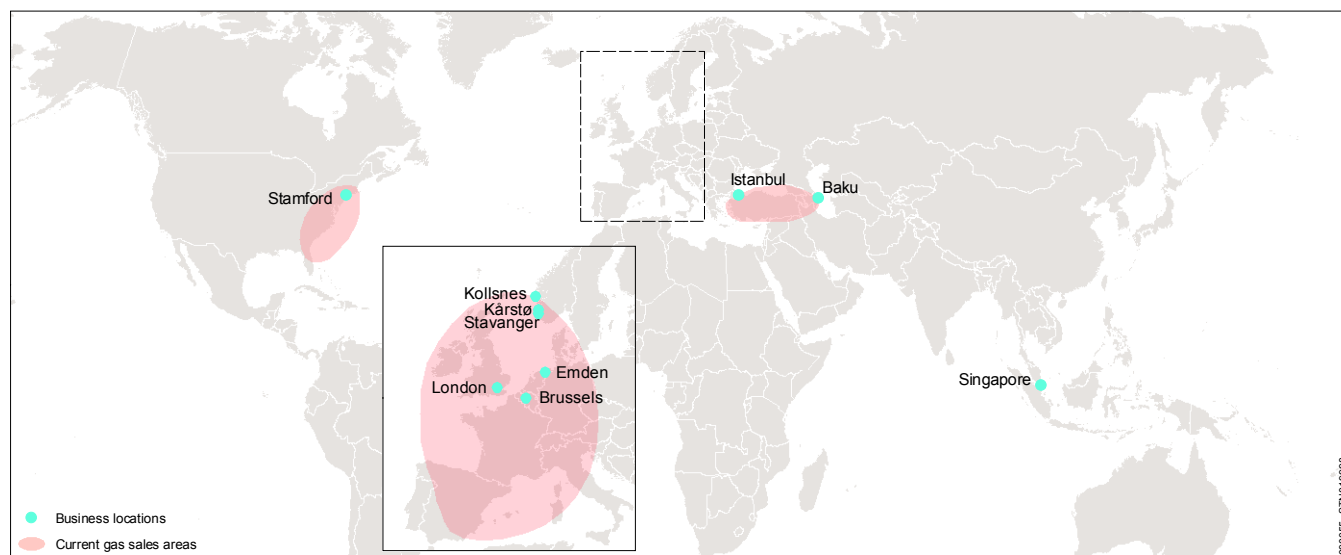 Istanbul
Baku
Stamford
Kollsnes
Kårstø
Stavanger
Emden
London
Brussels
Singapore
Business locations
Current gas sales areas